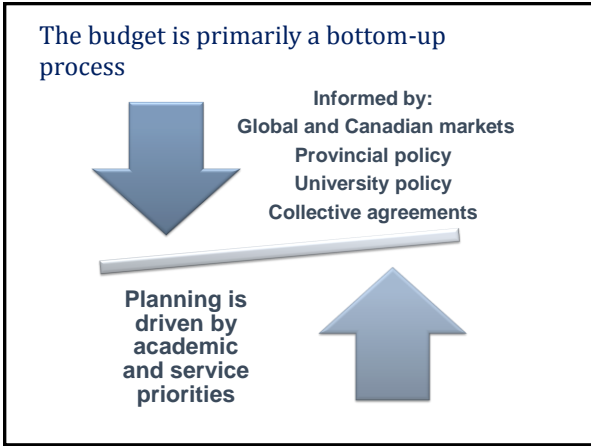 The budget is primarily a bottom-up
process
Informed by:
Global and Canadian markets
Provincial policy
University policy
Collective agreements
Planning is
driven by
academic
and service
priorities